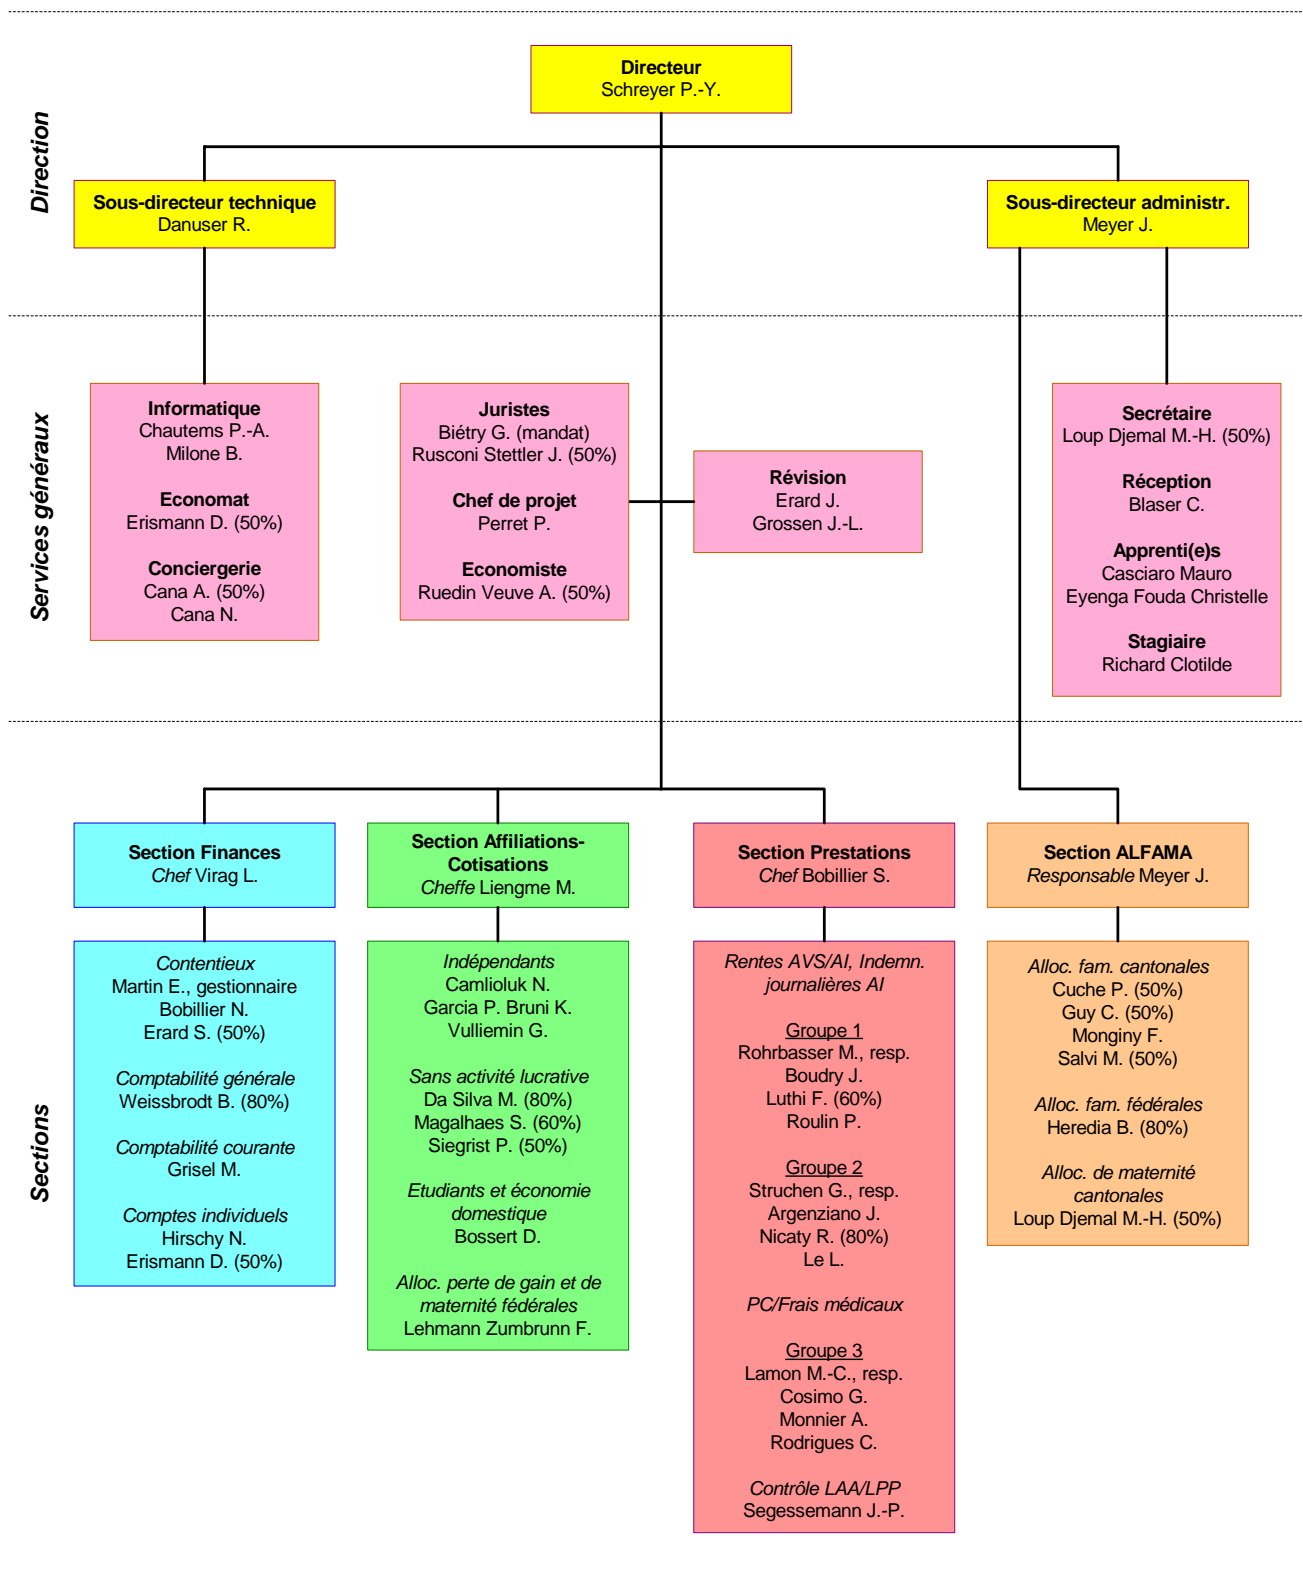 Direction
Directeur
Schreyer P.-Y.
Sous-directeur technique
Danuser R.
Sous-directeur administr.
Meyer J.
Services généraux
Informatique
Chautems P.-A.
Milone B.
Economat
Erismann D. (50%)
Conciergerie
Cana A. (50%)
Cana N.
Juristes
Biétry G. (mandat)
Rusconi Stettler J. (50%)
Chef de projet
Perret P.
Economiste
Ruedin Veuve A. (50%)
Révision
Erard J.
Grossen J.-L.
Secrétaire
Loup Djemal M.-H. (50%)
Réception
Blaser C.
Apprenti(e)s
Casciaro Mauro
Eyenga Fouda Christelle
Stagiaire
Richard Clotilde
Sections
Section Finances
Chef Virag L.
Contentieux
Martin E., gestionnaire
Bobillier N.
Erard S. (50%)
Comptabilité générale
Weissbrodt B. (80%)
Comptabilité courante
Grisel M.
Comptes individuels
Hirschy N.
Erismann D. (50%)
Section Affiliations-
Cotisations
Cheffe Liengme M.
Indépendants
Camlioluk N.
Garcia P. Bruni K.
Vulliemin G.
Sans activité lucrative
Da Silva M. (80%)
Magalhaes S. (60%)
Siegrist P. (50%)
Etudiants et économie
domestique
Bossert D.
Alloc. perte de gain et de
maternité fédérales
Lehmann Zumbrunn F.
Section Prestations
Chef Bobillier S.
Rentes AVS/AI, Indemn.
journalières AI
Groupe 1
Rohrbasser M., resp.
Boudry J.
Luthi F. (60%)
Roulin P.
Groupe 2
Struchen G., resp.
Argenziano J.
Nicaty R. (80%)
Le L.
PC/Frais médicaux
Groupe 3
Lamon M.-C., resp.
Cosimo G.
Monnier A.
Rodrigues C.
Contrôle LAA/LPP
Segessemann J.-P.
Section ALFAMA
Responsable Meyer J.
Alloc. fam. cantonales
Cuche P. (50%)
Guy C. (50%)
Monginy F.
Salvi M. (50%)
Alloc. fam. fédérales
Heredia B. (80%)
Alloc. de maternité
cantonales
Loup Djemal M.-H. (50%)